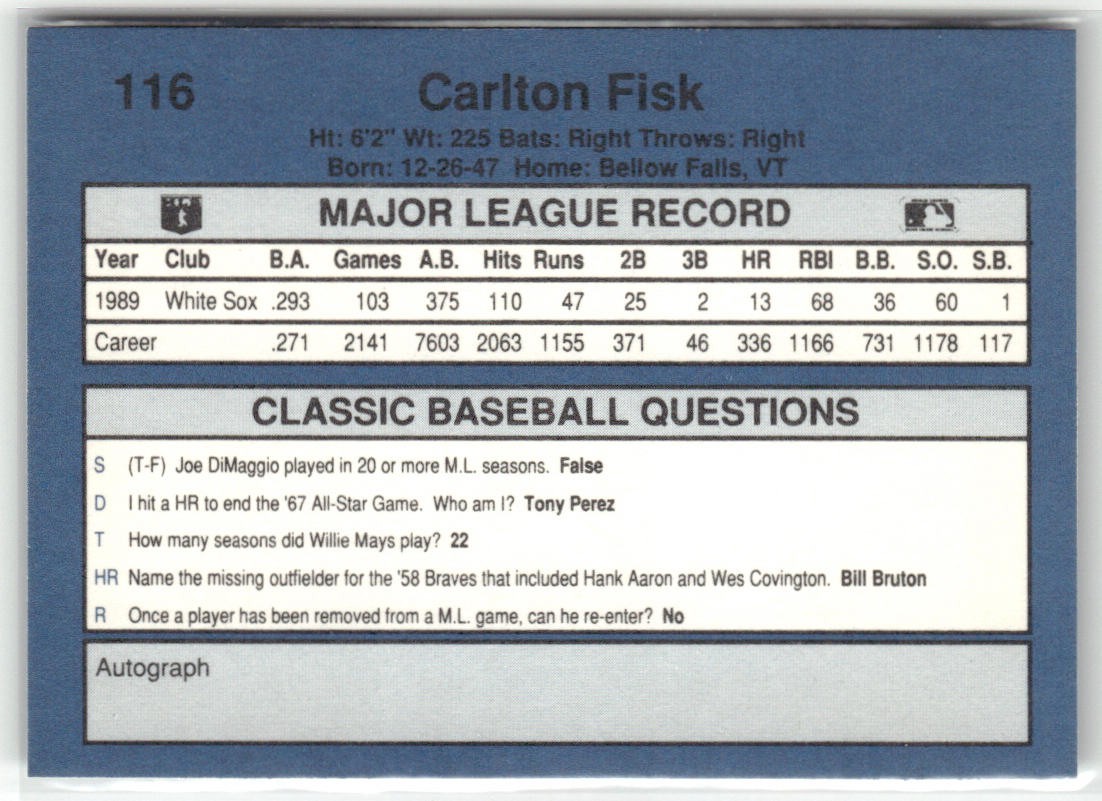 116 Carlton Fisk
Ht: 6'2" Wt: 225 Bats: Right Throws: Right
Born: 12-26-47 Home: Bellow Falls, VT
MAJOR LEAGUE RECORD
Year Club B.A. Games A.B. Hits Runs 2B 3B HR RBI B.B. S.O. S.B.
1989 White Sox .293 103 375 110 47 25 2 13 68 36 60 1
Career .271 2141 7603 2063 1155 371 46 336 1166 731 1178 117
CLASSIC BASEBALL QUESTIONS
S (T-F) Joe DiMaggio played in 20 or more M.L. seasons. False
D I hit a HR to end the '67 All-Star Game. Who am I? Tony Perez
T How many seasons did Willie Mays play? 22
HR Name the missing outfielder for the '58 Braves that included Hank Aaron and Wes Covington. Bill Bruton
R Once a player has been removed from a M.L. game, can he re-enter? No
Autograph